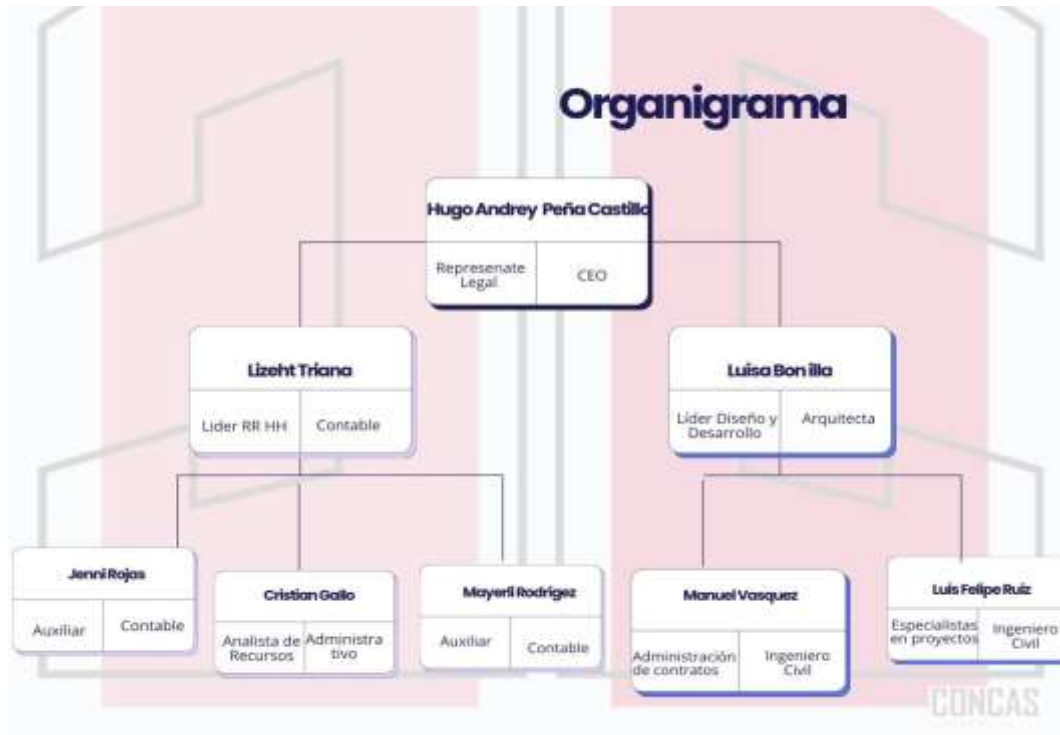 Organigrama
Hugo Andrey Peña Castillo
Represenate
Legal
CEO
Lizeht Triana
Lider RR HH
Contable
Luisa Bon illa
Líder Diseño y
Desarrollo
Arquitecta
Jenni Rojas
Auxiliar
Contable
Cristian Gallo
Analista de
Recursos
Administra
tivo
Mayerli Rodrígez
Auxiliar
Contable
Manuel Vasquez
Administración
de contratos
Ingeniero
Civil
Luis Felipe Ruiz
Especialistas
en proyectos
Ingeniero
Civil
CONCAS